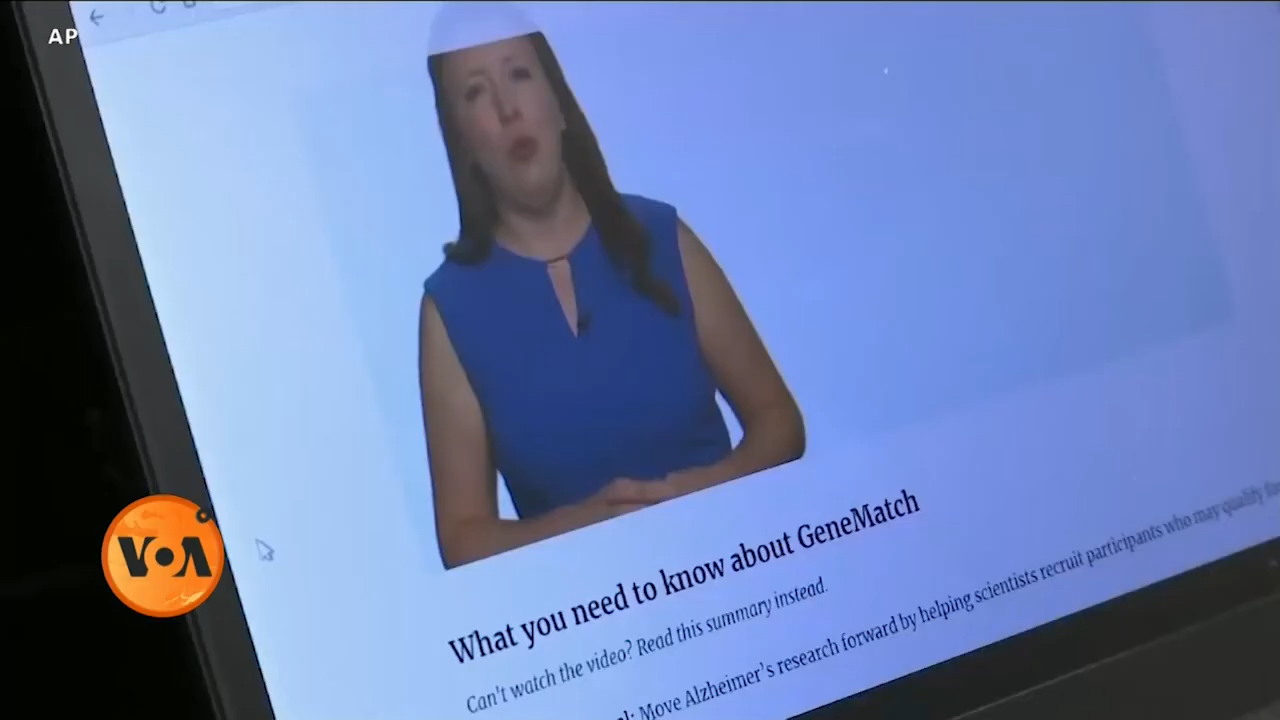 AP
VOA
What you need to know about GeneMatch
Can't watch the video? Read this summary instead.
Move Alzheimer's research forward by helping scientists recruit participants who may qualify